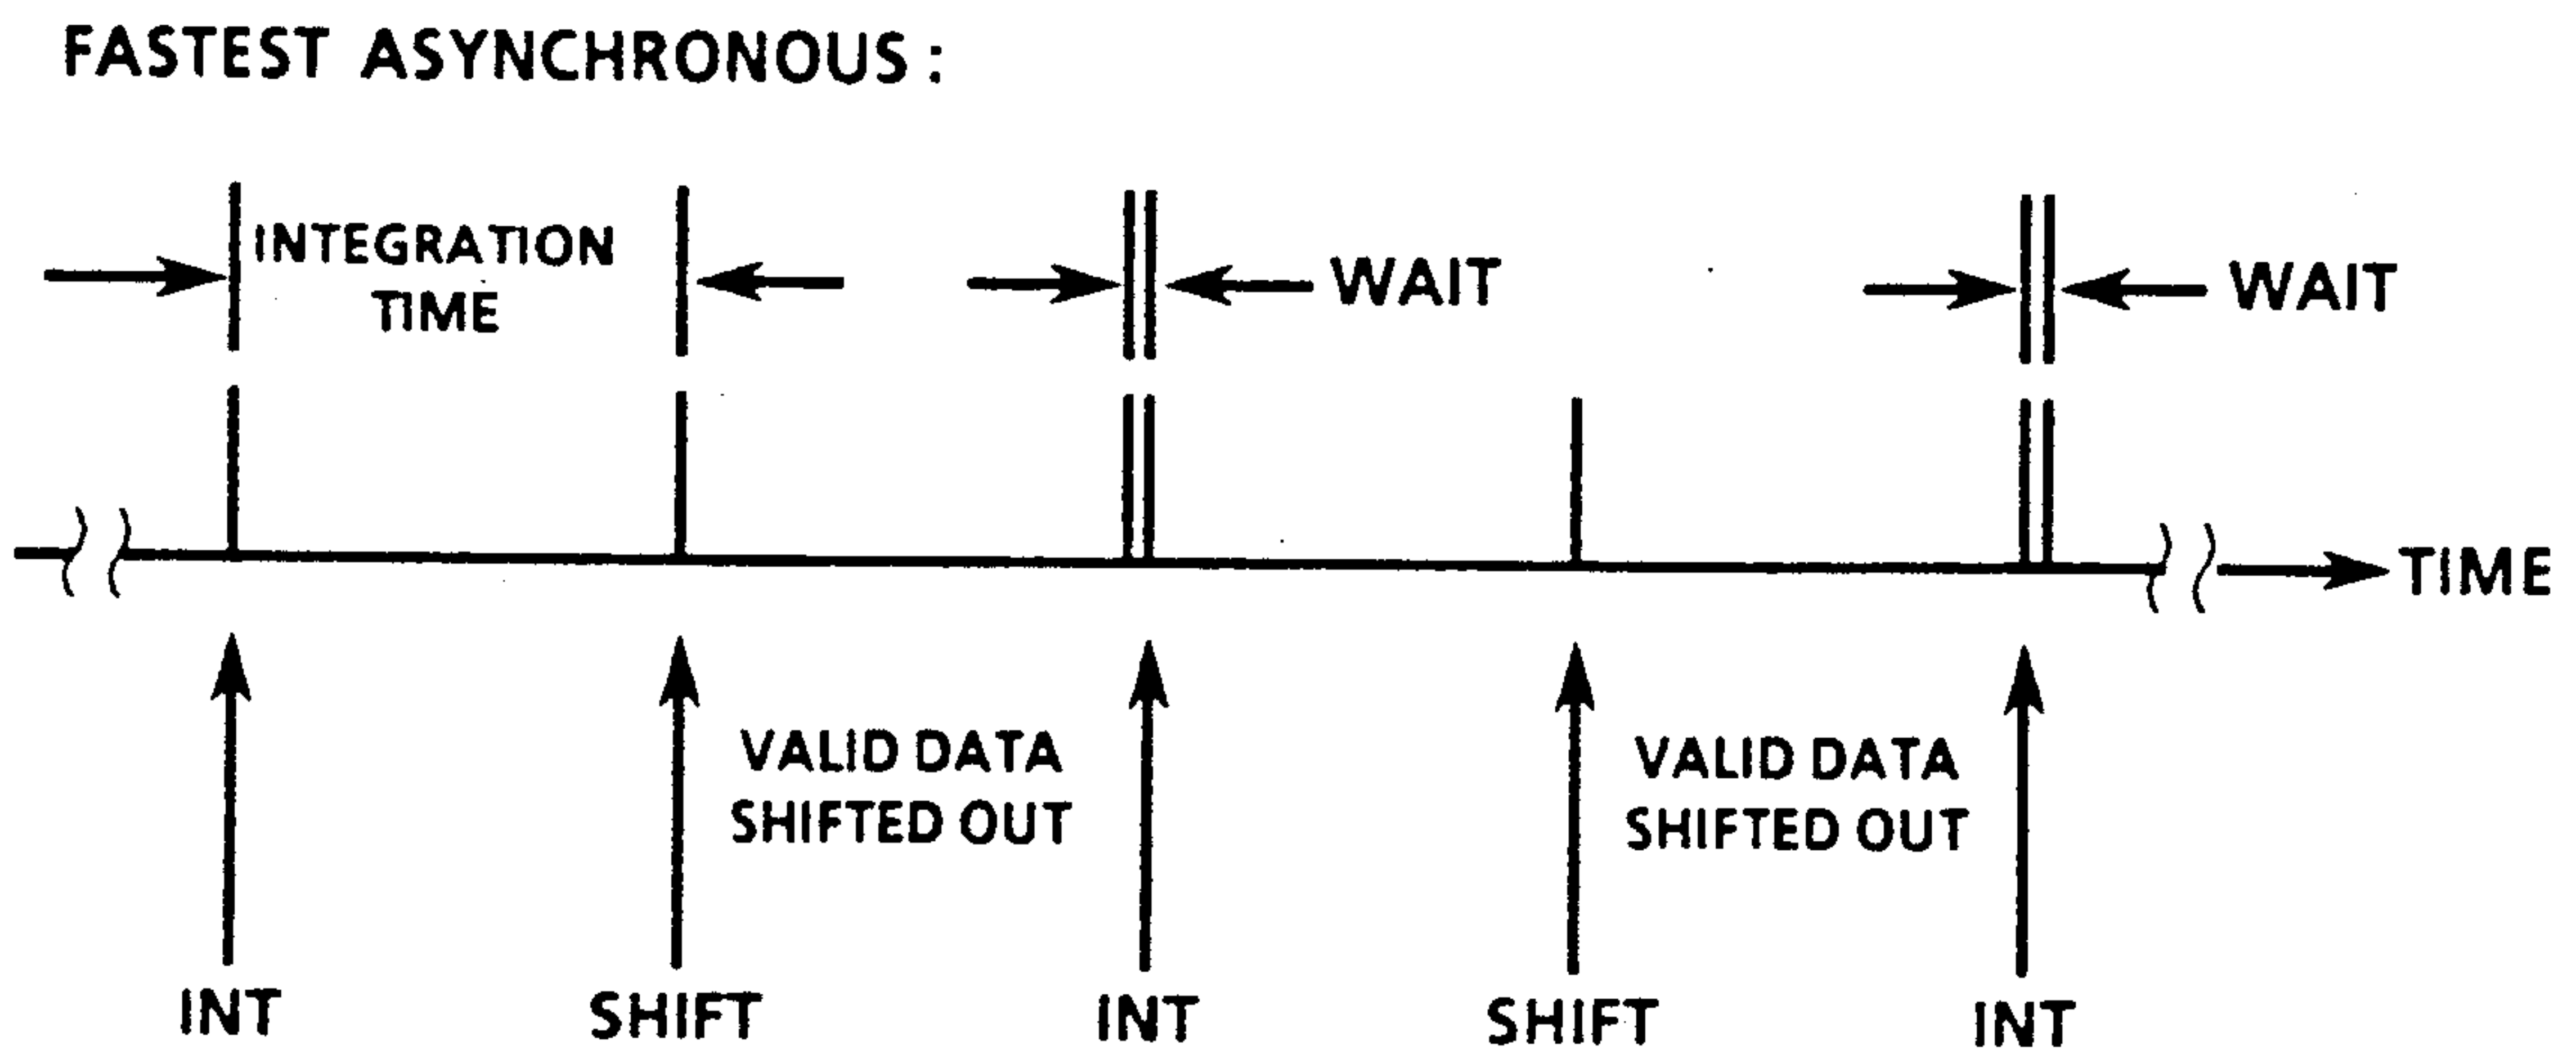 FASTEST ASYNCHRONOUS :
INTEGRATION
TIME
WAIT
WAIT
TIME
VALID DATA
SHIFTED OUT
VALID DATA
SHIFTED OUT
INT
SHIFT
INT
SHIFT
INT